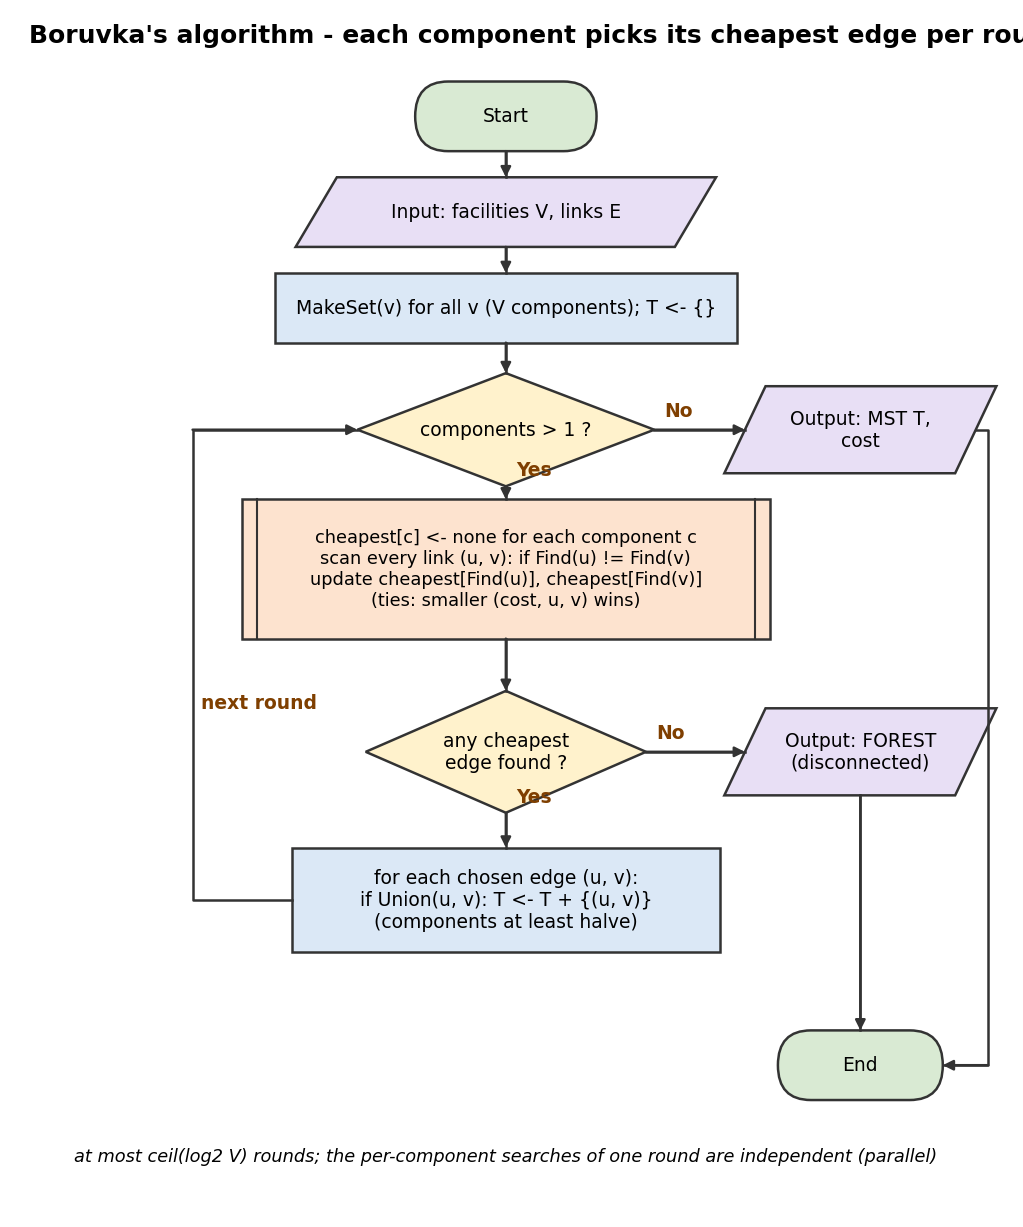 Boruvka's algorithm - each component picks its cheapest edge per rou
Start
Input: facilities V, links E
MakeSet(v) for all v (V components); T <- {}
components > 1 ?
No
Output: MST T,
cost
Yes
cheapest[c] <- none for each component c
scan every link (u, v): if Find(u) != Find(v)
update cheapest[Find(u)], cheapest[Find(v)]
(ties: smaller (cost, u, v) wins)
next round
any cheapest
edge found ?
No
Output: FOREST
(disconnected)
Yes
for each chosen edge (u, v):
if Union(u, v): T <- T + {(u, v)}
(components at least halve)
End
at most ceil(log2 V) rounds; the per-component searches of one round are independent (parallel)